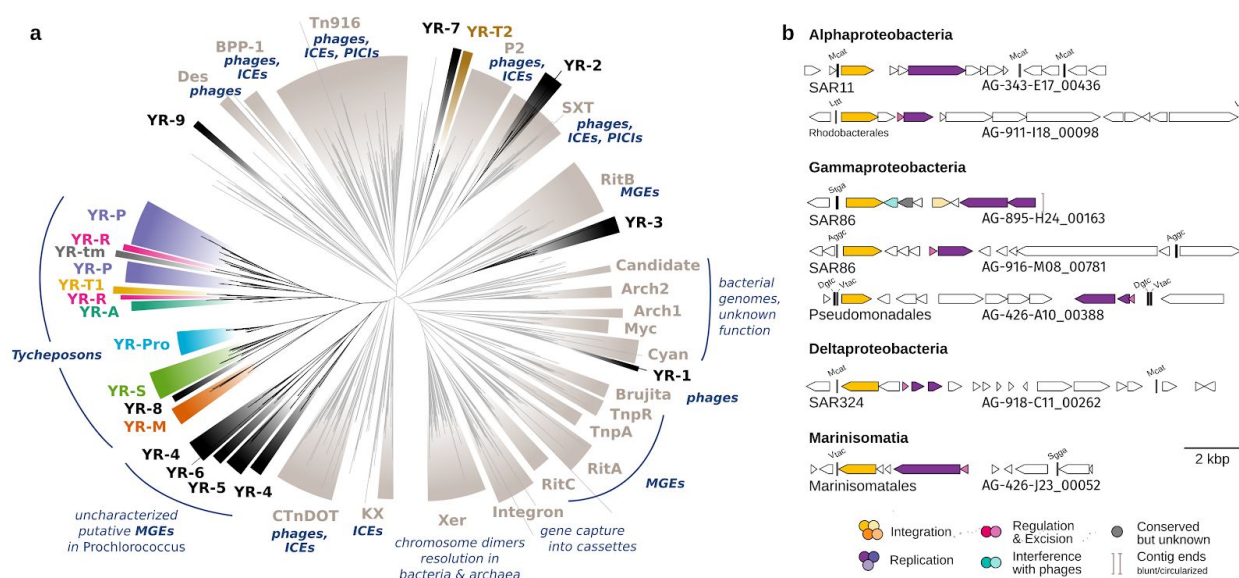 a
Tn916
phages,
ICEs, PICIs
BPP-1
phages,
ICEs
Des
phages
YR-9
YR-7
YR-T2
P2
phages,
ICEs
YR-2
SXT
phages,
ICEs, PICIs
RitB
MGEs
YR-3
Candidate
Arch2
Arch1
Myc
Cyan
bacterial
genomes,
unknown
function
YR-1
Brujita
phages
TnpR
TnpA
RitA
MGEs
RitC
Integron
gene capture
into cassettes
Xer
chromosome dimers
resolution in
bacteria & archaea
KX
ICEs
CTnDOT
phages,
ICEs
YR-P
YR-R
YR-tm
YR-P
YR-T1
YR-R
YR-A
YR-Pro
Tycheposons
YR-S
YR-8
YR-M
YR-4
YR-6
YR-5
YR-4
uncharacterized
putative MGEs
in Prochlorococcus
b
Alphaproteobacteria
Mcat Mcat Mcat
SAR11 AG-343-E17_00436
Lttt L
Rhodobacterales AG-911-I18_00098
Gammaproteobacteria
Stga
SAR86 AG-895-H24_00163
Aggc Aggc
SAR86 AG-916-M08_00781
Dgtc Vtac Dgtc Vtac
Pseudomonadales AG-426-A10_00388
Deltaproteobacteria
Mcat Mcat
SAR324 AG-918-C11_00262
Marinisomatia
Vtac Sgga
Marinisomatales AG-426-J23_00052
2 kbp
Integration
Regulation
& Excision
Conserved
but unknown
Replication
Interference
with phages
Contig ends
blunt/circularized